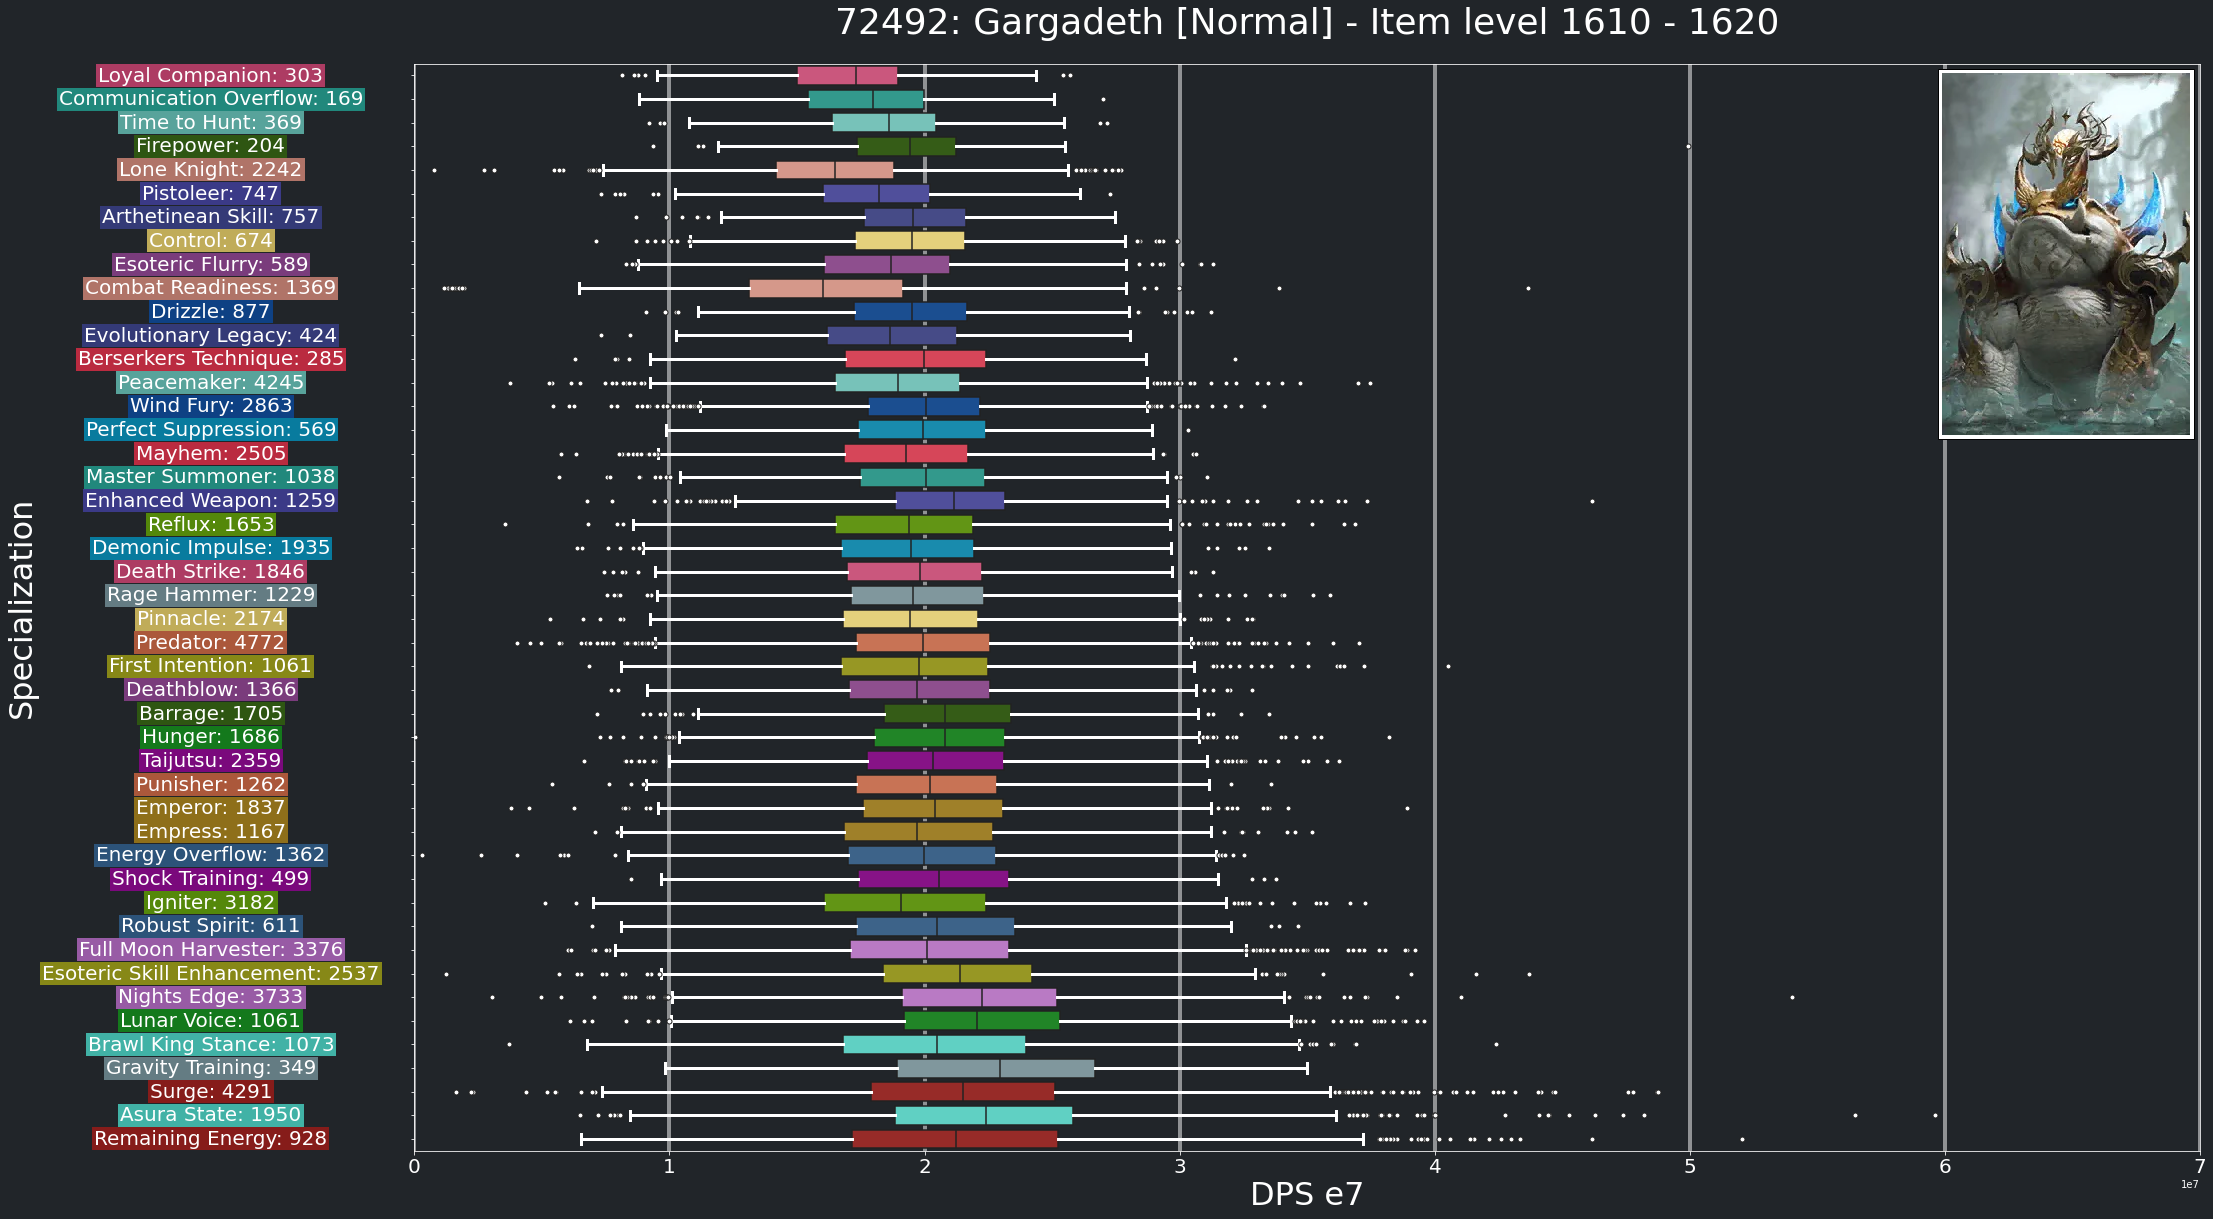 72492: Gargadeth [Normal] - Item level 1610 - 1620
Loyal Companion: 303
Communication Overflow: 169
Time to Hunt: 369
Firepower: 204
Lone Knight: 2242
Pistoleer: 747
Arthetinean Skill: 757
Control: 674
Esoteric Flurry: 589
Combat Readiness: 1369
Drizzle: 877
Evolutionary Legacy: 424
Berserkers Technique: 285
Peacemaker: 4245
Wind Fury: 2863
Perfect Suppression: 569
Mayhem: 2505
Master Summoner: 1038
Enhanced Weapon: 1259
Reflux: 1653
Demonic Impulse: 1935
Death Strike: 1846
Rage Hammer: 1229
Pinnacle: 2174
Predator: 4772
First Intention: 1061
Deathblow: 1366
Barrage: 1705
Hunger: 1686
Taijutsu: 2359
Punisher: 1262
Emperor: 1837
Empress: 1167
Energy Overflow: 1362
Shock Training: 499
Igniter: 3182
Robust Spirit: 611
Full Moon Harvester: 3376
Esoteric Skill Enhancement: 2537
Nights Edge: 3733
Lunar Voice: 1061
Brawl King Stance: 1073
Gravity Training: 349
Surge: 4291
Asura State: 1950
Remaining Energy: 928
Specialization
0 1 2 3 4 5 6 7
1e7
DPS e7